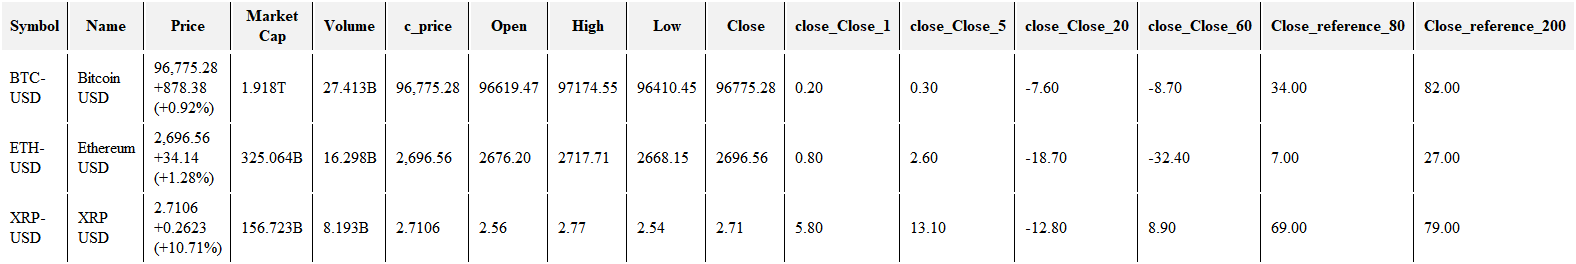 Symbol Name Price Market Cap Volume c_price Open High Low Close close_Close_1 close_Close_5 close_Close_20 close_Close_60 Close_reference_80 Close_reference_200
BTC-USD Bitcoin USD 96,775.28 +878.38 (+0.92%) 1.918T 27.413B 96,775.28 96619.47 97174.55 96410.45 96775.28 0.20 0.30 -7.60 -8.70 34.00 82.00
ETH-USD Ethereum USD 2,696.56 +34.14 (+1.28%) 325.064B 16.298B 2,696.56 2676.20 2717.71 2668.15 2696.56 0.80 2.60 -18.70 -32.40 7.00 27.00
XRP-USD XRP USD 2.7106 +0.2623 (+10.71%) 156.723B 8.193B 2.7106 2.56 2.77 2.54 2.71 5.80 13.10 -12.80 8.90 69.00 79.00